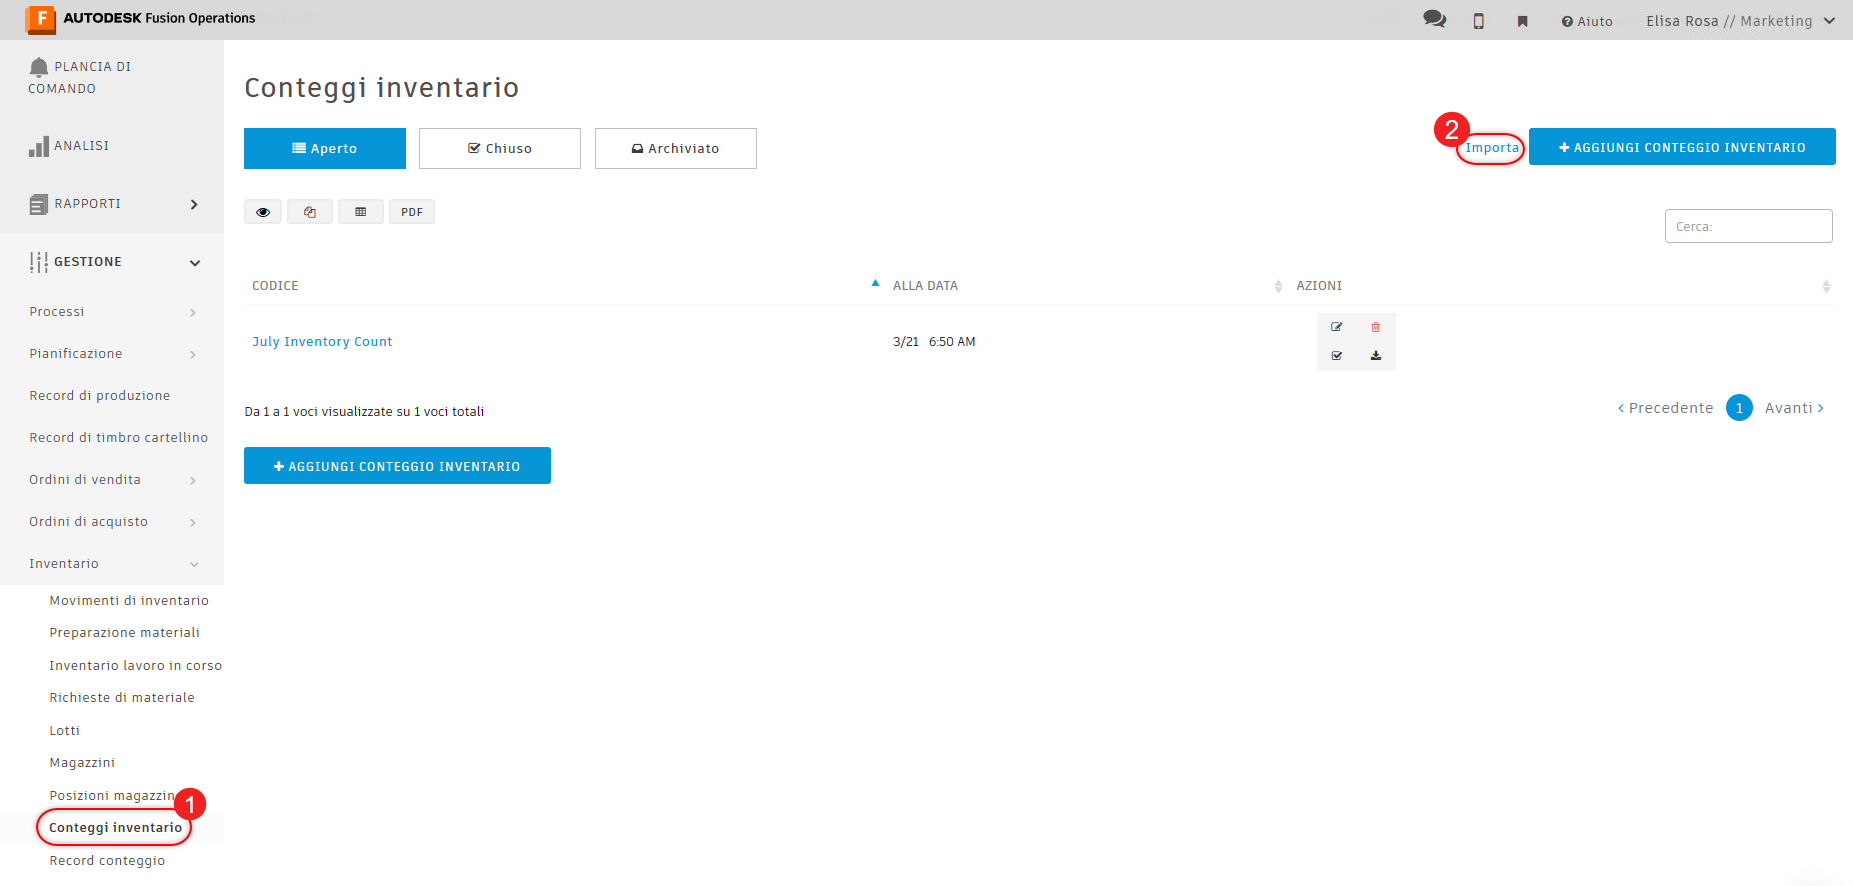 F AUTODESK Fusion Operations
Aiuto
Elisa Rosa // Marketing
PLANCIA DI
COMANDO
ANALISI
RAPPORTI
GESTIONE
Processi
Pianificazione
Record di produzione
Record di timbro cartellino
Ordini di vendita
Ordini di acquisto
Inventario
Movimenti di inventario
Preparazione materiali
Inventario lavoro in corso
Richieste di materiale
Lotti
Magazzini
Posizioni magazzin
1
Conteggi inventario
Record conteggio
Conteggi inventario
Aperto
Chiuso
Archiviato
2
Importa
+ AGGIUNGI CONTEGGIO INVENTARIO
PDF
Cerca:
CODICE
ALLA DATA
AZIONI
July Inventory Count
3/21 6:50 AM
Da 1 a 1 voci visualizzate su 1 voci totali
‹ Precedente 1 Avanti ›
+ AGGIUNGI CONTEGGIO INVENTARIO